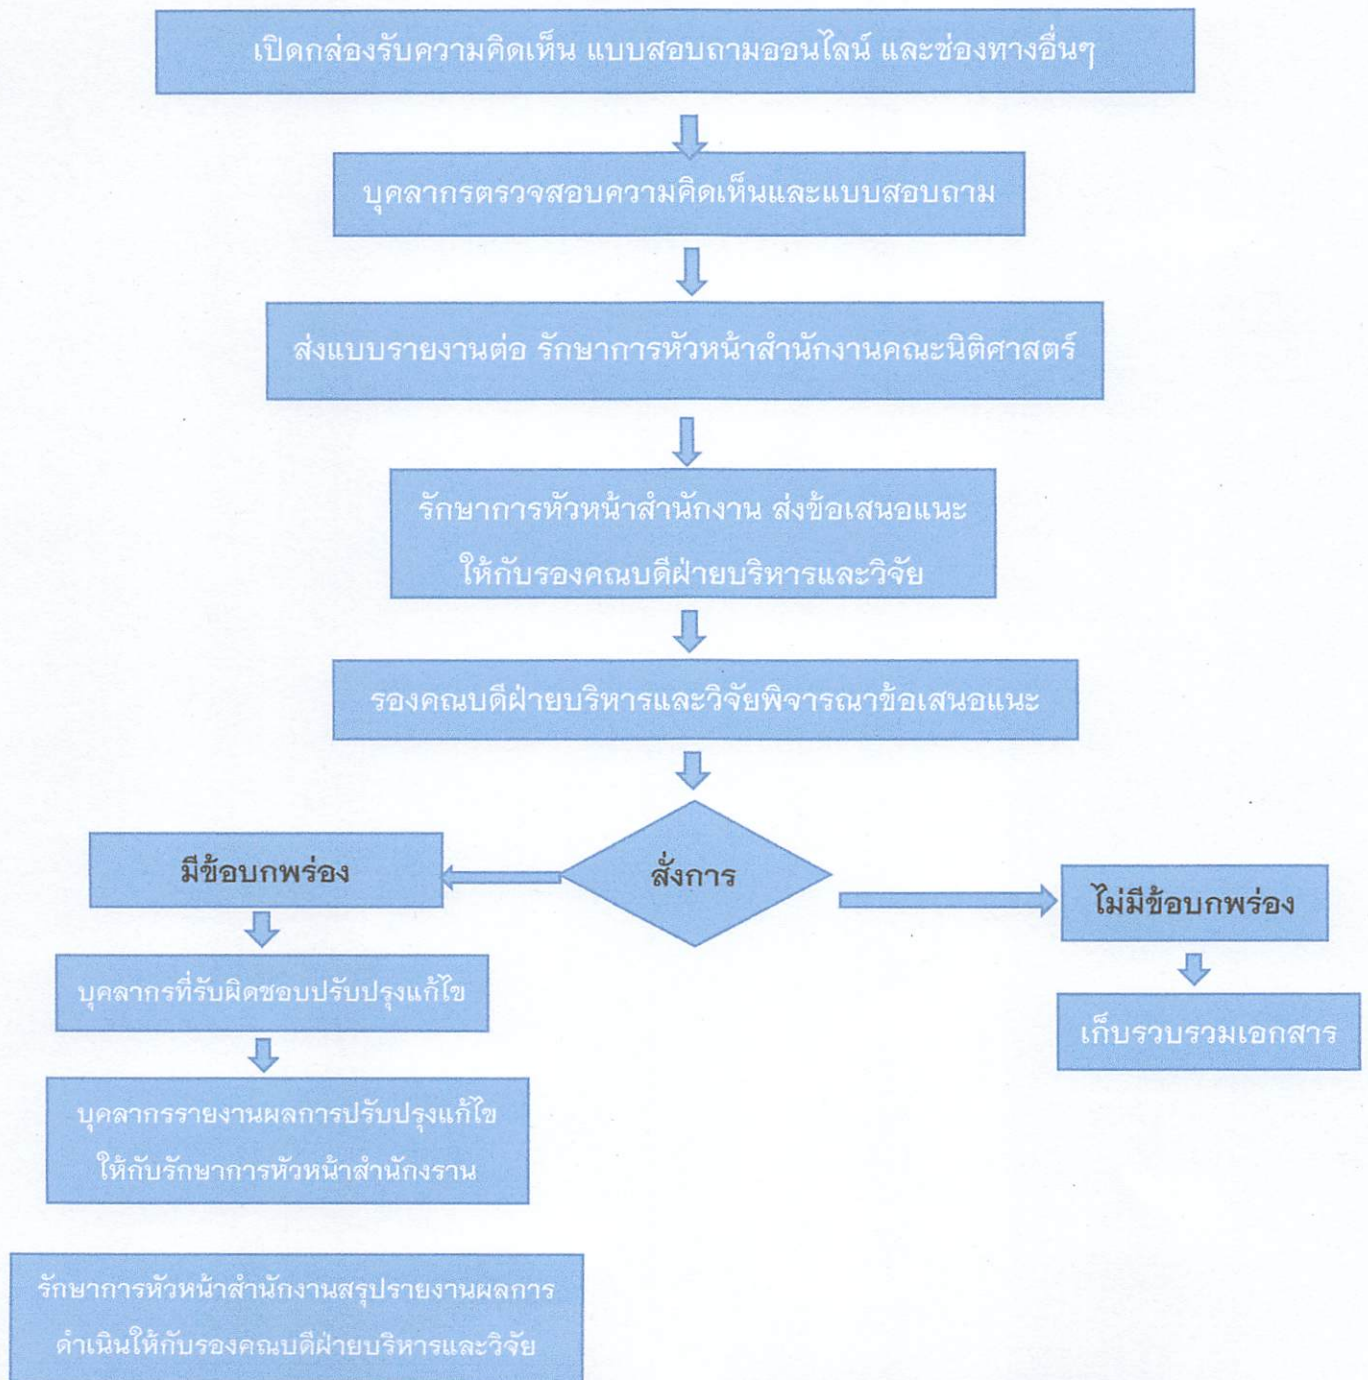 เปิดกล่องรับความคิดเห็น แบบสอบถามออนไลน์ และช่องทางอื่นๆ
บุคลากรตรวจสอบความคิดเห็นและแบบสอบถาม
ส่งแบบรายงานต่อ รักษาการหัวหน้าสำนักงานคณะนิติศาสตร์
รักษาการหัวหน้าสำนักงาน ส่งข้อเสนอแนะ
ให้กับรองคณบดีฝ่ายบริหารและวิจัย
รองคณบดีฝ่ายบริหารและวิจัยพิจารณาข้อเสนอแนะ
สั่งการ
มีข้อบกพร่อง
บุคลากรที่รับผิดชอบปรับปรุงแก้ไข
บุคลากรรายงานผลการปรับปรุงแก้ไข
ให้กับรักษาการหัวหน้าสำนักงราน
รักษาการหัวหน้าสำนักงานสรุปรายงานผลการ
ดำเนินให้กับรองคณบดีฝ่ายบริหารและวิจัย
ไม่มีข้อบกพร่อง
เก็บรวบรวมเอกสาร